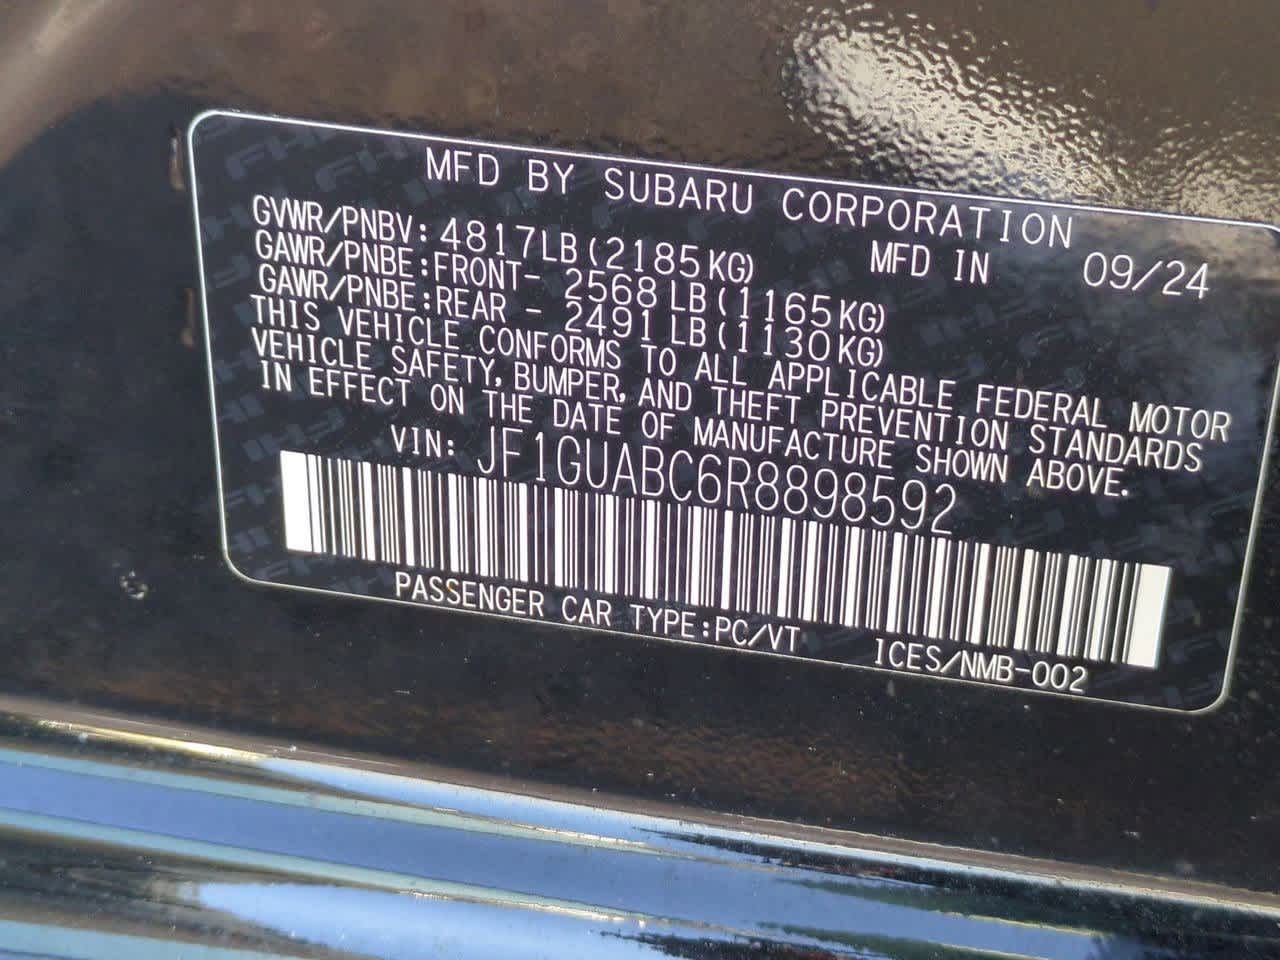 MFD BY SUBARU CORPORATION
GVWR/PNBV: 4817LB(2185KG) MFD IN 09/24
GAWR/PNBE:FRONT- 2568LB(1165KG)
GAWR/PNBE:REAR - 2491LB(1130KG)
THIS VEHICLE CONFORMS TO ALL APPLICABLE FEDERAL MOTOR
VEHICLE SAFETY, BUMPER, AND THEFT PREVENTION STANDARDS
IN EFFECT ON THE DATE OF MANUFACTURE SHOWN ABOVE.
VIN: JF1GUABC6R8898592
PASSENGER CAR TYPE:PC/VT ICES/NMB-002